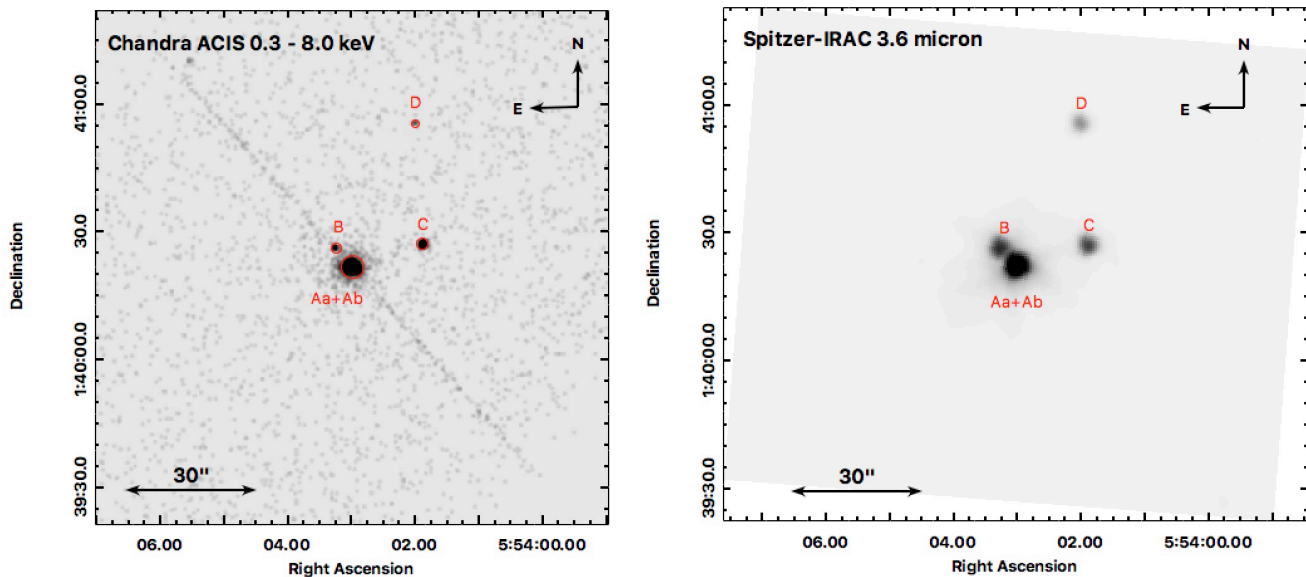 Chandra ACIS 0.3 - 8.0 keV
N
E
D
B
C
Aa+Ab
30"
41:00.0
30.0
1:40:00.0
39:30.0
Declination
06.00
04.00
02.00
5:54:00.00
Right Ascension
Spitzer-IRAC 3.6 micron
N
E
D
B
C
Aa+Ab
30"
41:00.0
30.0
1:40:00.0
39:30.0
Declination
06.00
04.00
02.00
5:54:00.00
Right Ascension